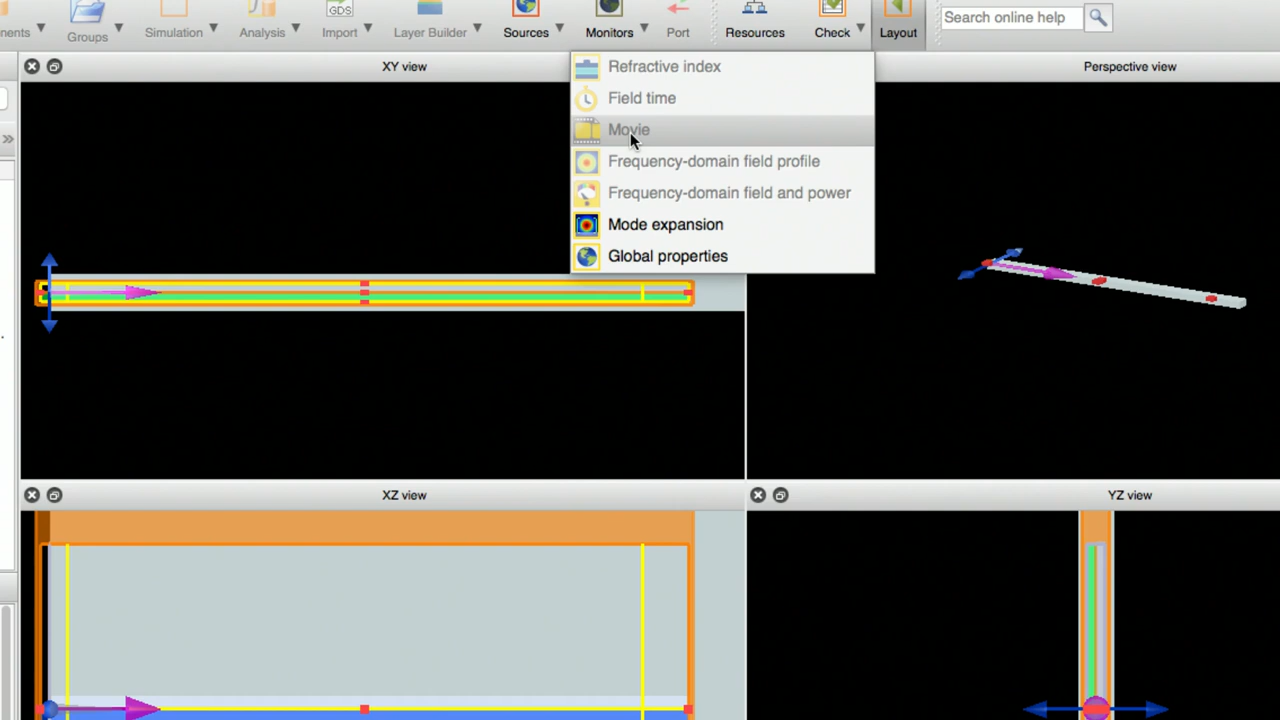 nents
Groups
Simulation
Analysis
GDS
Import
Layer Builder
Sources
Monitors
Port
Resources
Check
Layout
Search online help
XY view
Perspective view
Refractive index
Field time
Movie
Frequency-domain field profile
Frequency-domain field and power
Mode expansion
Global properties
XZ view
YZ view